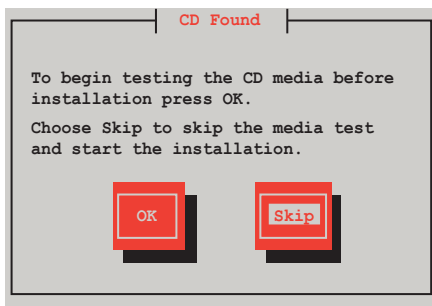 CD Found
To begin testing the CD media before
installation press OK.
Choose Skip to skip the media test
and start the installation.
OK
Skip